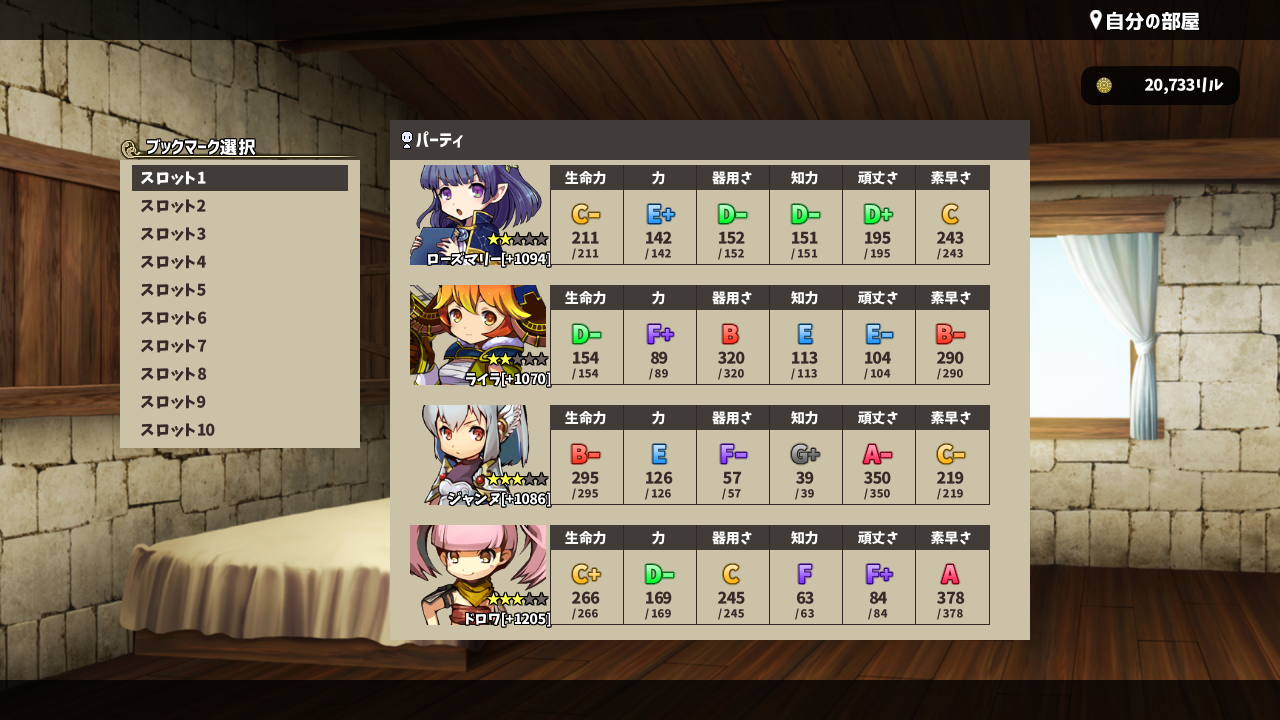 自分の部屋
20,733リル
ブックマーク選択
スロット1
スロット2
スロット3
スロット4
スロット5
スロット6
スロット7
スロット8
スロット9
スロット10
パーティ
生命力 力 器用さ 知力 頑丈さ 素早さ
C- E+ D- D- D+ C
211 142 152 151 195 243
/211 /142 /152 /151 /195 /243
ローズマリー[+1094]
生命力 力 器用さ 知力 頑丈さ 素早さ
D- F+ B E E- B-
154 89 320 113 104 290
/154 /89 /320 /113 /104 /290
ライラ[+1070]
生命力 力 器用さ 知力 頑丈さ 素早さ
B- E F- G+ A- C-
295 126 57 39 350 219
/295 /126 /57 /39 /350 /219
ジャンヌ[+1086]
生命力 力 器用さ 知力 頑丈さ 素早さ
C+ D- C F F+ A
266 169 245 63 84 378
/266 /169 /245 /63 /84 /378
ドロワ[+1205]